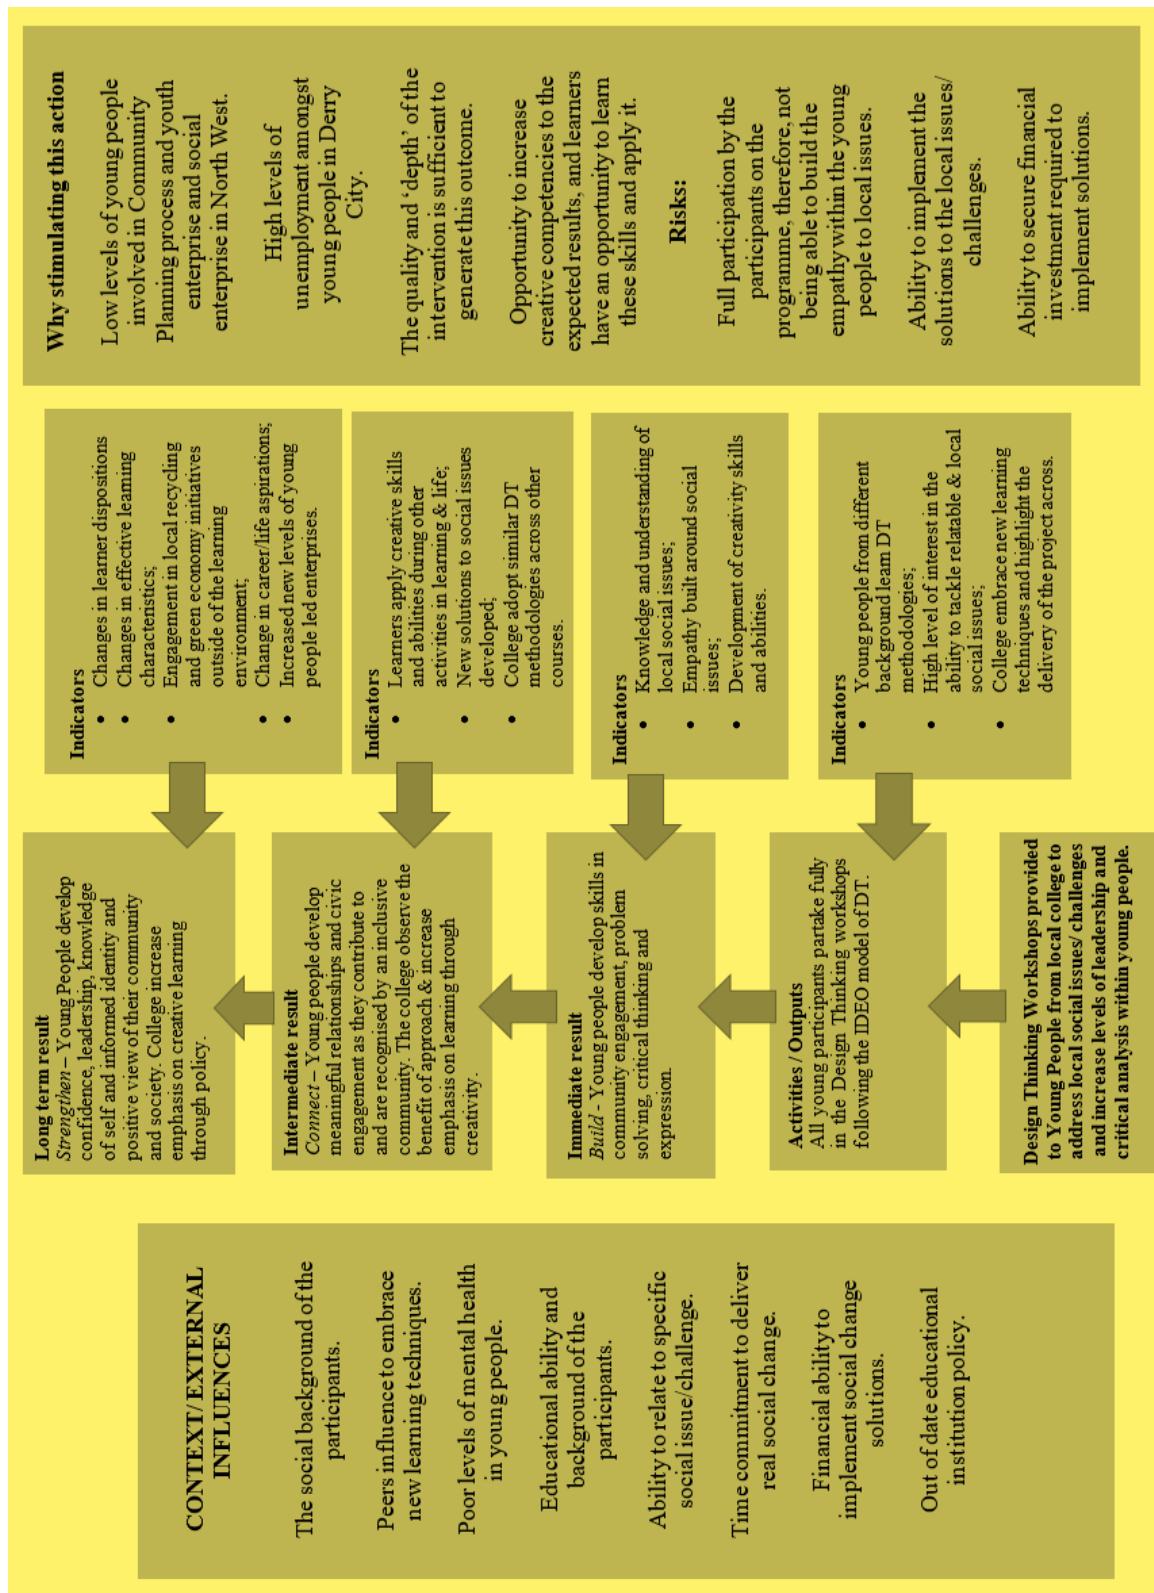 CONTEXT/ EXTERNAL
INFLUENCES
The social background of the
participants.
Peers influence to embrace
new learning techniques.
Poor levels of mental health
in young people.
Educational ability and
background of the
participants.
Ability to relate to specific
social issue/challenge.
Time commitment to deliver
real social change.
Financial ability to
implement social change
solutions.
Out of date educational
institution policy.
Long term result
Strengthen – Young People develop
confidence, leadership, knowledge
of self and informed identity and
positive view of their community
and society. College increase
emphasis on creative learning
through policy.
Intermediate result
Connect – Young people develop
meaningful relationships and civic
engagement as they contribute to
and are recognised by an inclusive
community. The college observe the
benefit of approach & increase
emphasis on learning through
creativity.
Immediate result
Build - Young people develop skills in
community engagement, problem
solving, critical thinking and
expression.
Activities / Outputs
All young participants partake fully
in the Design Thinking workshops
following the IDEO model of DT.
Design Thinking Workshops provided
to Young People from local college to
address local social issues/ challenges
and increase levels of leadership and
critical analysis within young people.
Indicators
• Changes in learner dispositions
• Changes in effective learning
characteristics;
• Engagement in local recycling
and green economy initiatives
outside of the learning
environment;
• Change in career/life aspirations;
• Increased new levels of young
people led enterprises.
Indicators
• Learners apply creative skills
and abilities during other
activities in learning & life;
• New solutions to social issues
developed;
• College adopt similar DT
methodologies across other
courses.
Indicators
• Knowledge and understanding of
local social issues;
• Empathy built around social
issues;
• Development of creativity skills
and abilities.
Indicators
• Young people from different
background learn DT
methodologies;
• High level of interest in the
ability to tackle relatable & local
social issues;
• College embrace new learning
techniques and highlight the
delivery of the project across.
Why stimulating this action
Low levels of young people
involved in Community
Planning process and youth
enterprise and social
enterprise in North West.
High levels of
unemployment amongst
young people in Derry
City.
The quality and ‘depth’ of the
intervention is sufficient to
generate this outcome.
Opportunity to increase
creative competencies to the
expected results, and learners
have an opportunity to learn
these skills and apply it.
Risks:
Full participation by the
participants on the
programme, therefore, not
being able to build the
empathy within the young
people to local issues.
Ability to implement the
solutions to the local issues/
challenges.
Ability to secure financial
investment required to
implement solutions.